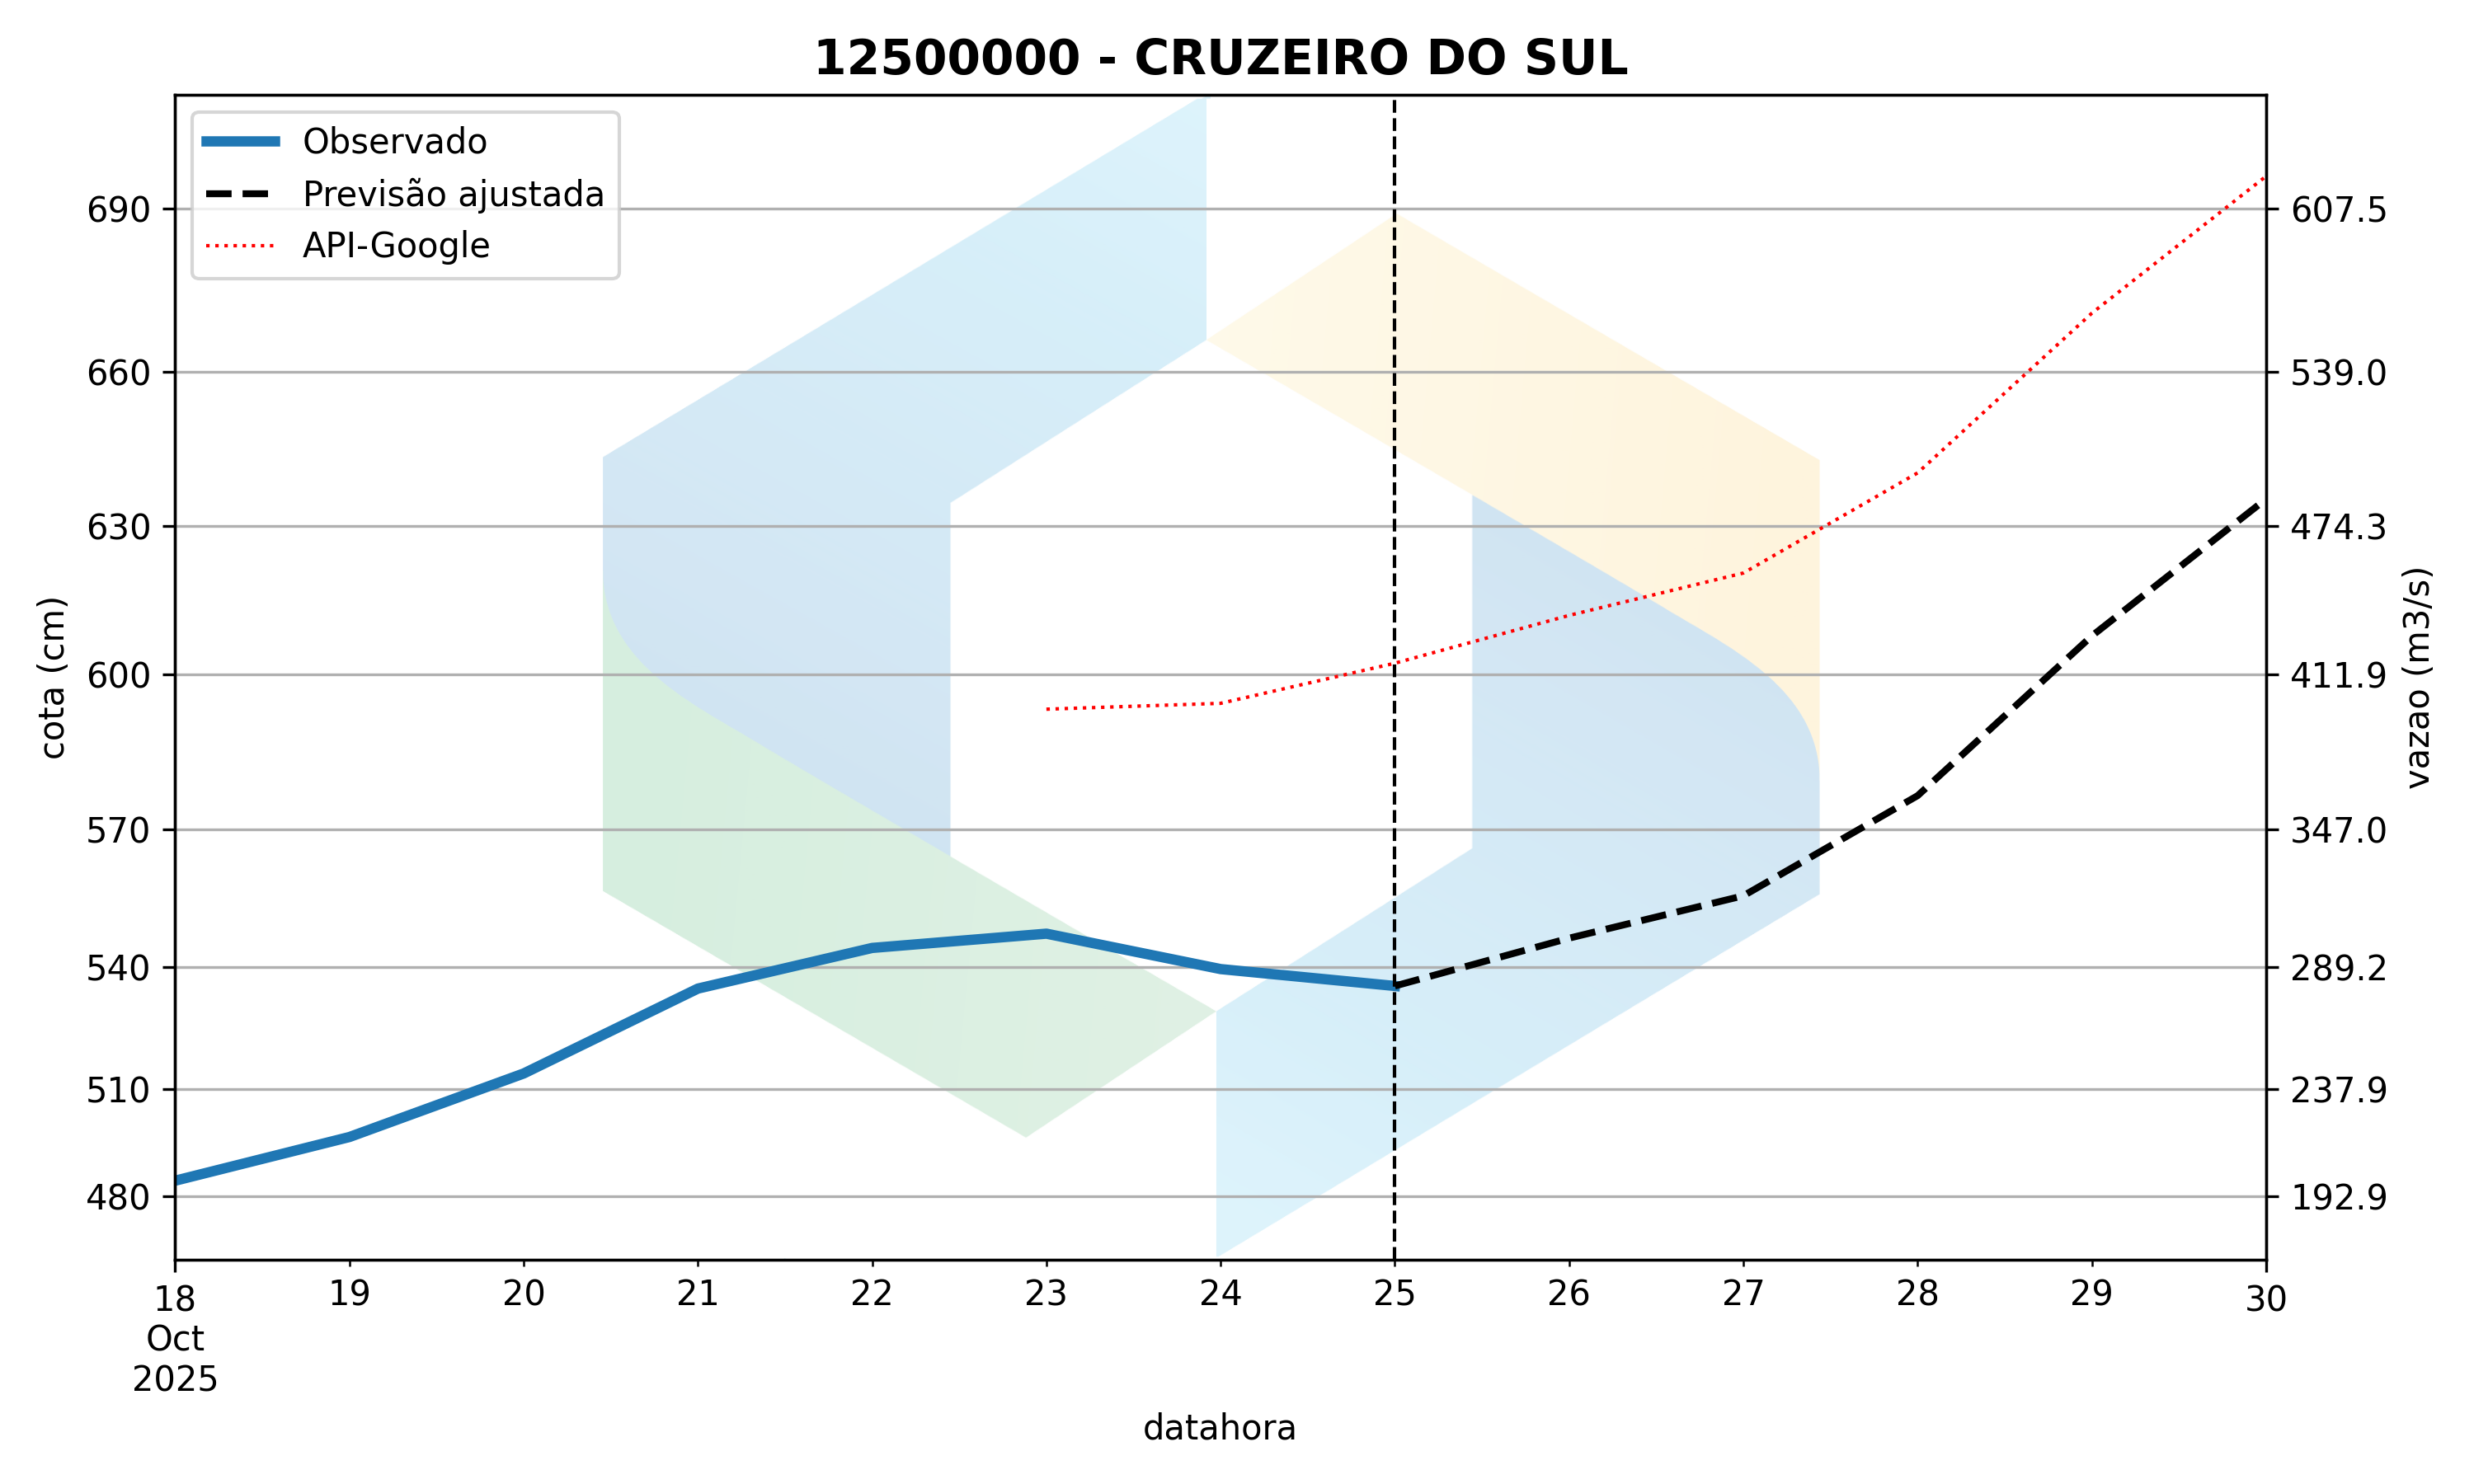 12500000 - CRUZEIRO DO SUL
Observado
Previsão ajustada
API-Google
690
660
630
600
570
540
510
480
cota (cm)
607.5
539.0
474.3
411.9
347.0
289.2
237.9
192.9
vazao (m3/s)
18 19 20 21 22 23 24 25 26 27 28 29 30
Oct
2025
datahora